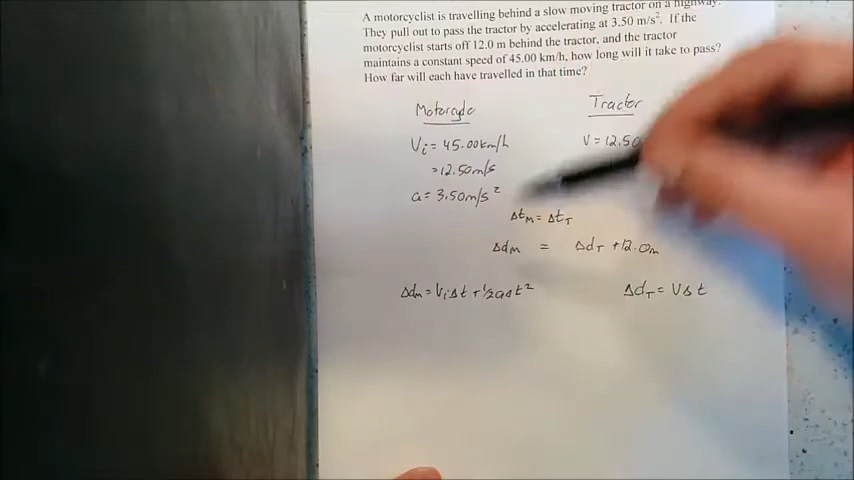 A motorcyclist is travelling behind a slow moving tractor on a highway.
They pull out to pass the tractor by accelerating at 3.50 m/s². If the
motorcyclist starts off 12.0 m behind the tractor, and the tractor
maintains a constant speed of 45.00 km/h, how long will it take to pass?
How far will each have travelled in that time?
Motorcycle Tractor
Vi = 45.00km/h V = 12.50
= 12.50m/s
a = 3.50m/s²
ΔtM = ΔtT
ΔdM = ΔdT + 12.0m
Δdm = ViΔt + ½aΔt² ΔdT = VΔt